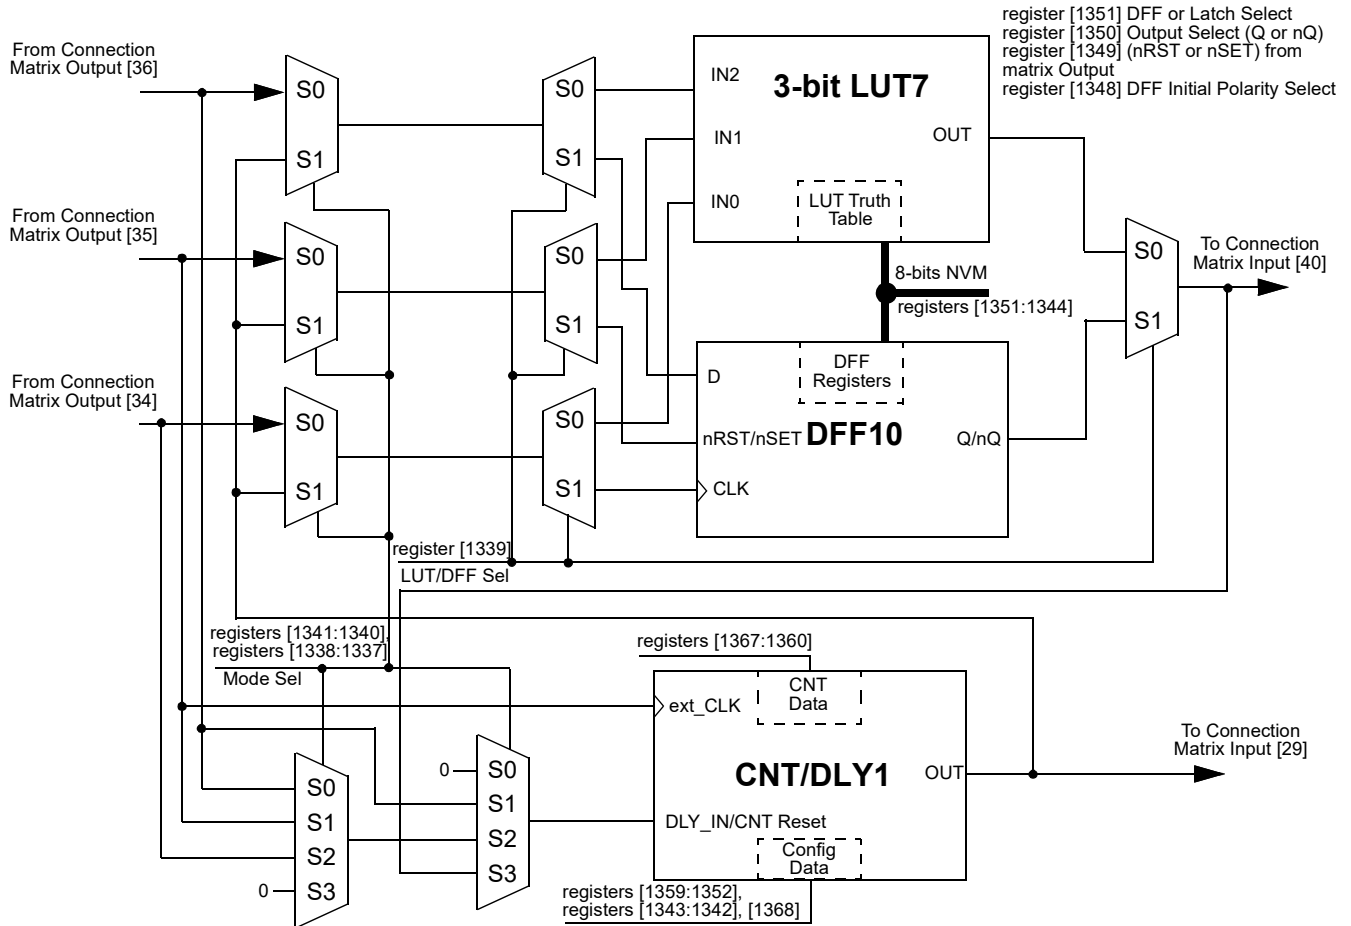 register [1351] DFF or Latch Select
register [1350] Output Select (Q or nQ)
register [1349] (nRST or nSET) from
matrix Output
register [1348] DFF Initial Polarity Select
From Connection
Matrix Output [36]
S0
S1
S0
S1
IN2
IN1
IN0
3-bit LUT7
OUT
LUT Truth
Table
From Connection
Matrix Output [35]
S0
S1
S0
S1
8-bits NVM
registers [1351:1344]
S0
S1
To Connection
Matrix Input [40]
From Connection
Matrix Output [34]
S0
S1
S0
S1
D
nRST/nSET
CLK
DFF
Registers
DFF10
Q/nQ
register [1339]
LUT/DFF Sel
registers [1341:1340],
registers [1338:1337]
Mode Sel
registers [1367:1360]
ext_CLK
CNT
Data
CNT/DLY1
OUT
DLY_IN/CNT Reset
Config
Data
To Connection
Matrix Input [29]
S0
S1
S2
S3
0
0
S0
S1
S2
S3
registers [1359:1352],
registers [1343:1342], [1368]